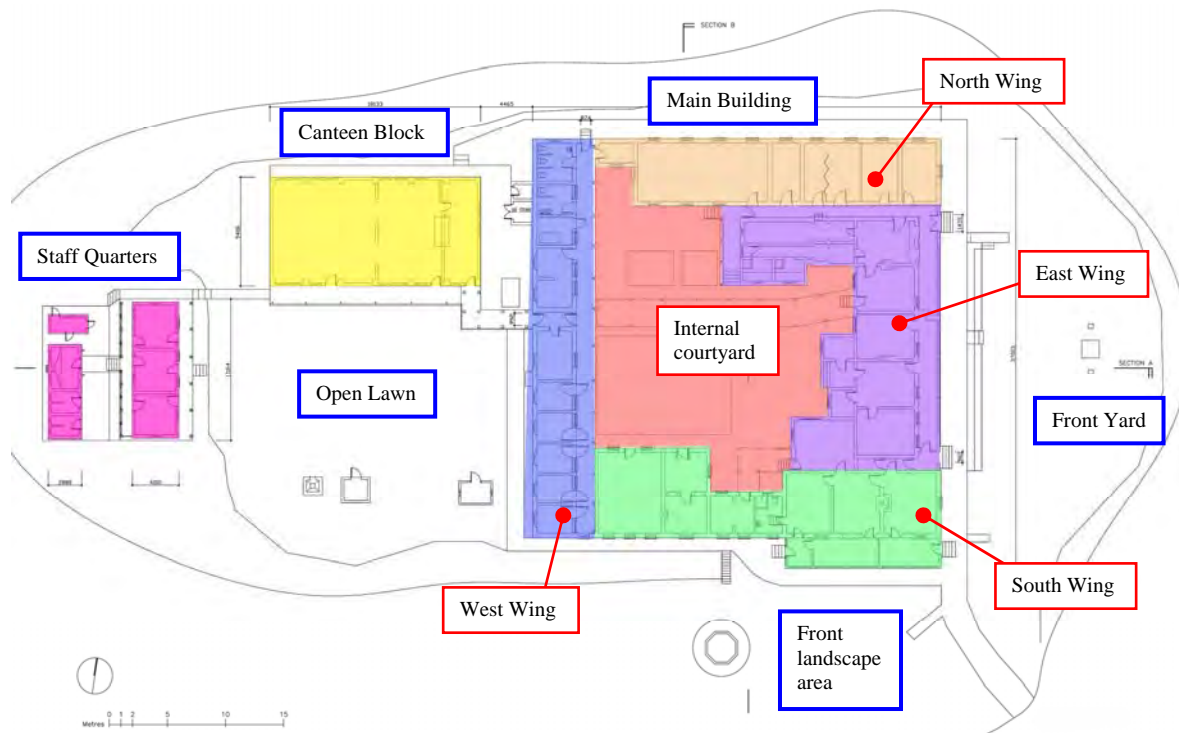 SECTION B
North Wing
Main Building
Canteen Block
4465
Staff Quarters
East Wing
Internal
courtyard
SECTION A
Open Lawn
Front Yard
South Wing
West Wing
Front
landscape
area
0 1 2 5 10 15
Metres